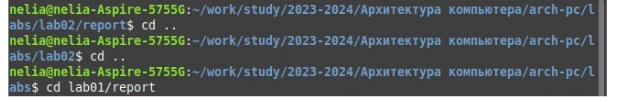 nelia@nelia-Aspire-5755G:~/work/study/2023-2024/Архитектура компьютера/arch-pc/l
abs/lab02/report$ cd ..
nelia@nelia-Aspire-5755G:~/work/study/2023-2024/Архитектура компьютера/arch-pc/l
abs/lab02$ cd ..
nelia@nelia-Aspire-5755G:~/work/study/2023-2024/Архитектура компьютера/arch-pc/l
abs$ cd lab01/report